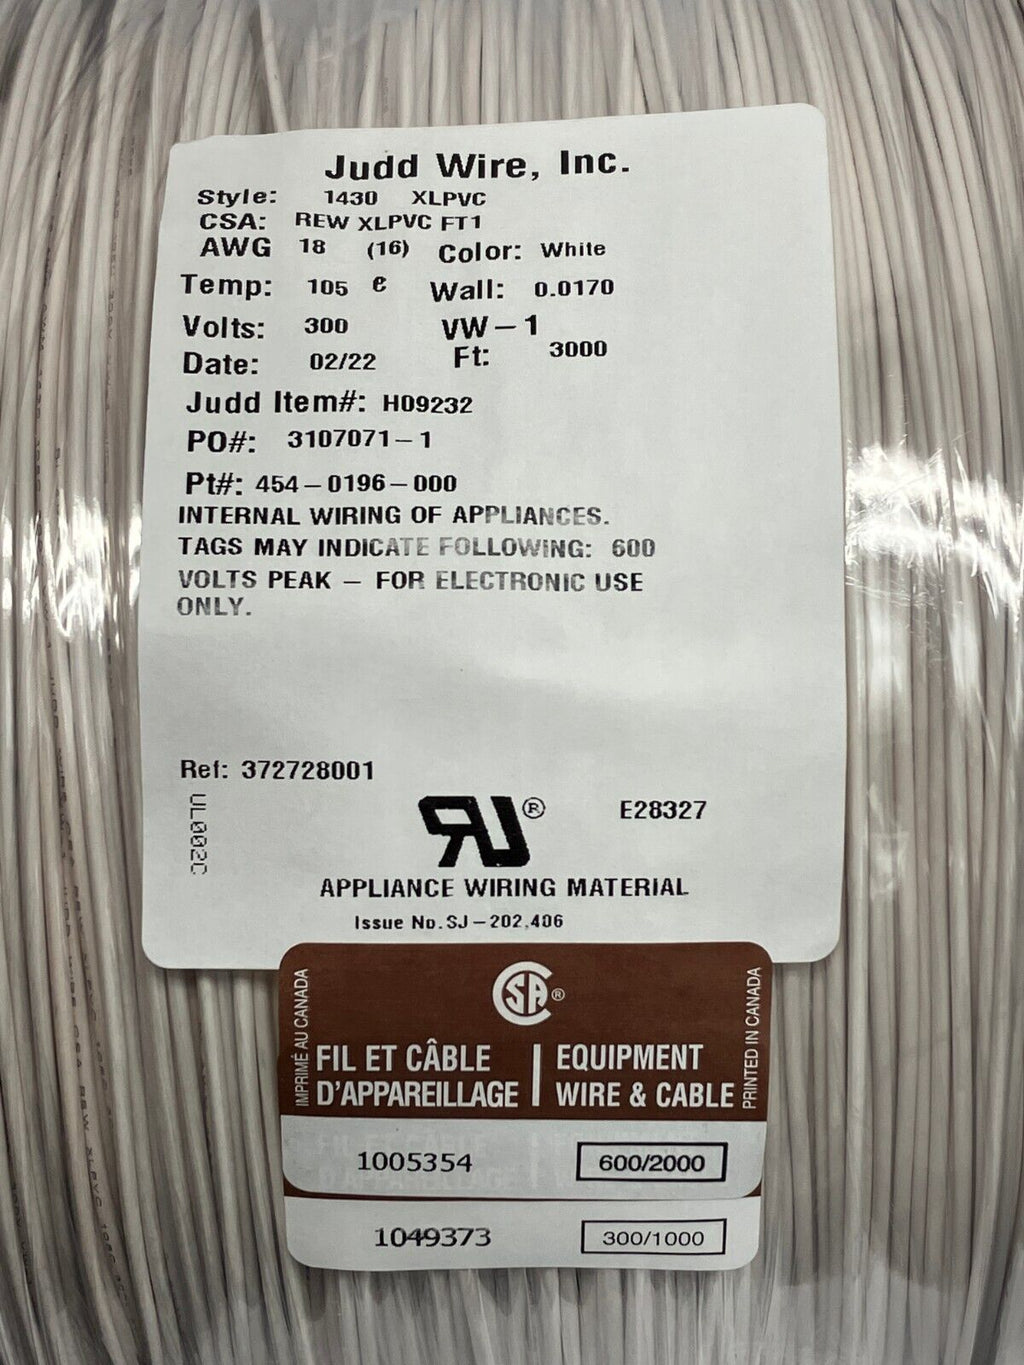 Judd Wire, Inc.
Style: 1430 XLPVC
CSA: REW XLPVC FT1
AWG 18 (16) Color: White
Temp: 105 C Wall: 0.0170
Volts: 300 VW-1
Date: 02/22 Ft: 3000
Judd Item#: H09232
PO#: 3107071-1
Pt#: 454-0196-000
INTERNAL WIRING OF APPLIANCES.
TAGS MAY INDICATE FOLLOWING: 600
VOLTS PEAK - FOR ELECTRONIC USE
ONLY.
Ref: 372728001
UL002C
RU® E28327
APPLIANCE WIRING MATERIAL
Issue No. SJ-202,406
CSA®
IMPRIMÉ AU CANADA
FIL ET CÂBLE
D'APPAREILLAGE
EQUIPMENT
WIRE & CABLE
PRINTED IN CANADA
1005354 600/2000
1049373 300/1000